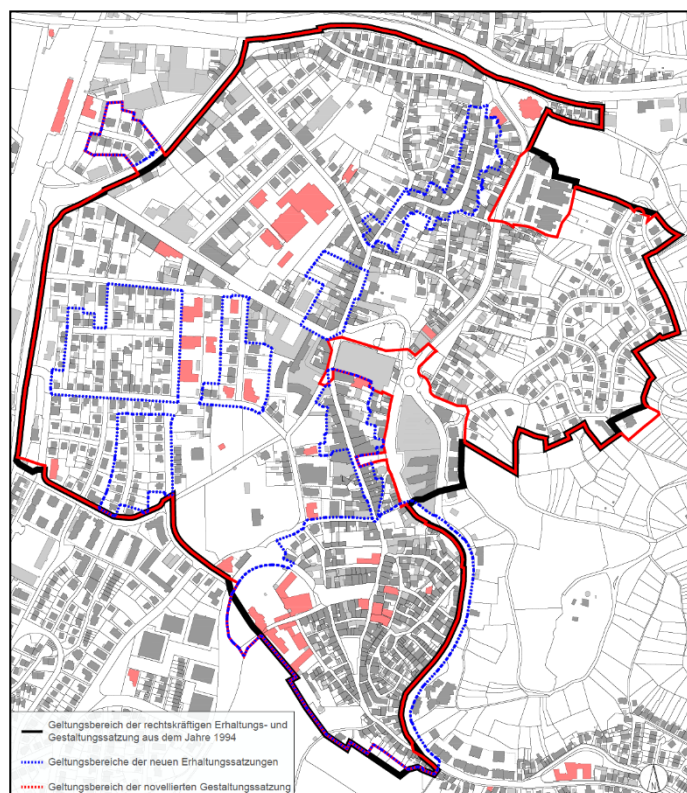 Geltungsbereich der rechtskräftigen Erhaltungs- und
Gestaltungssatzung aus dem Jahre 1994
Geltungsbereiche der neuen Erhaltungssatzungen
Geltungsbereich der novellierten Gestaltungssatzung
N